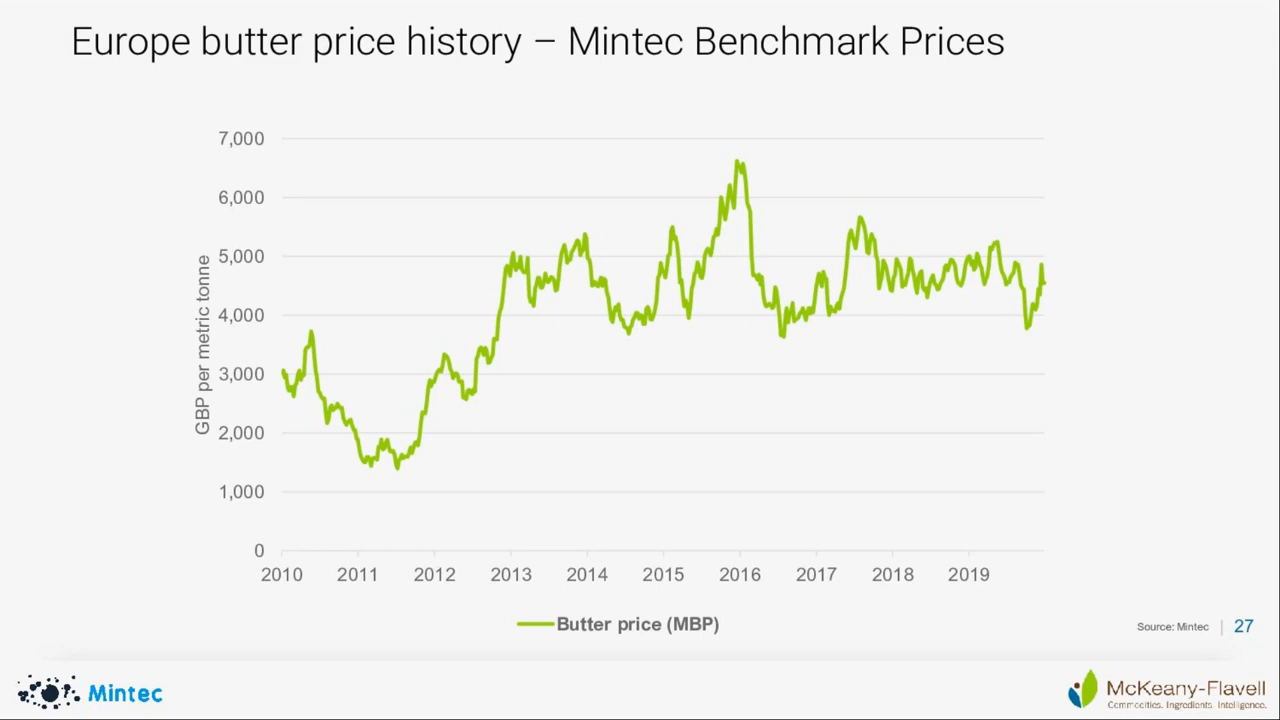 Europe butter price history – Mintec Benchmark Prices
GBP per metric tonne
7,000
6,000
5,000
4,000
3,000
2,000
1,000
0
2010 2011 2012 2013 2014 2015 2016 2017 2018 2019
Butter price (MBP)
Source: Mintec | 27
Mintec
McKeany-Flavell
Commodities. Ingredients. Intelligence.